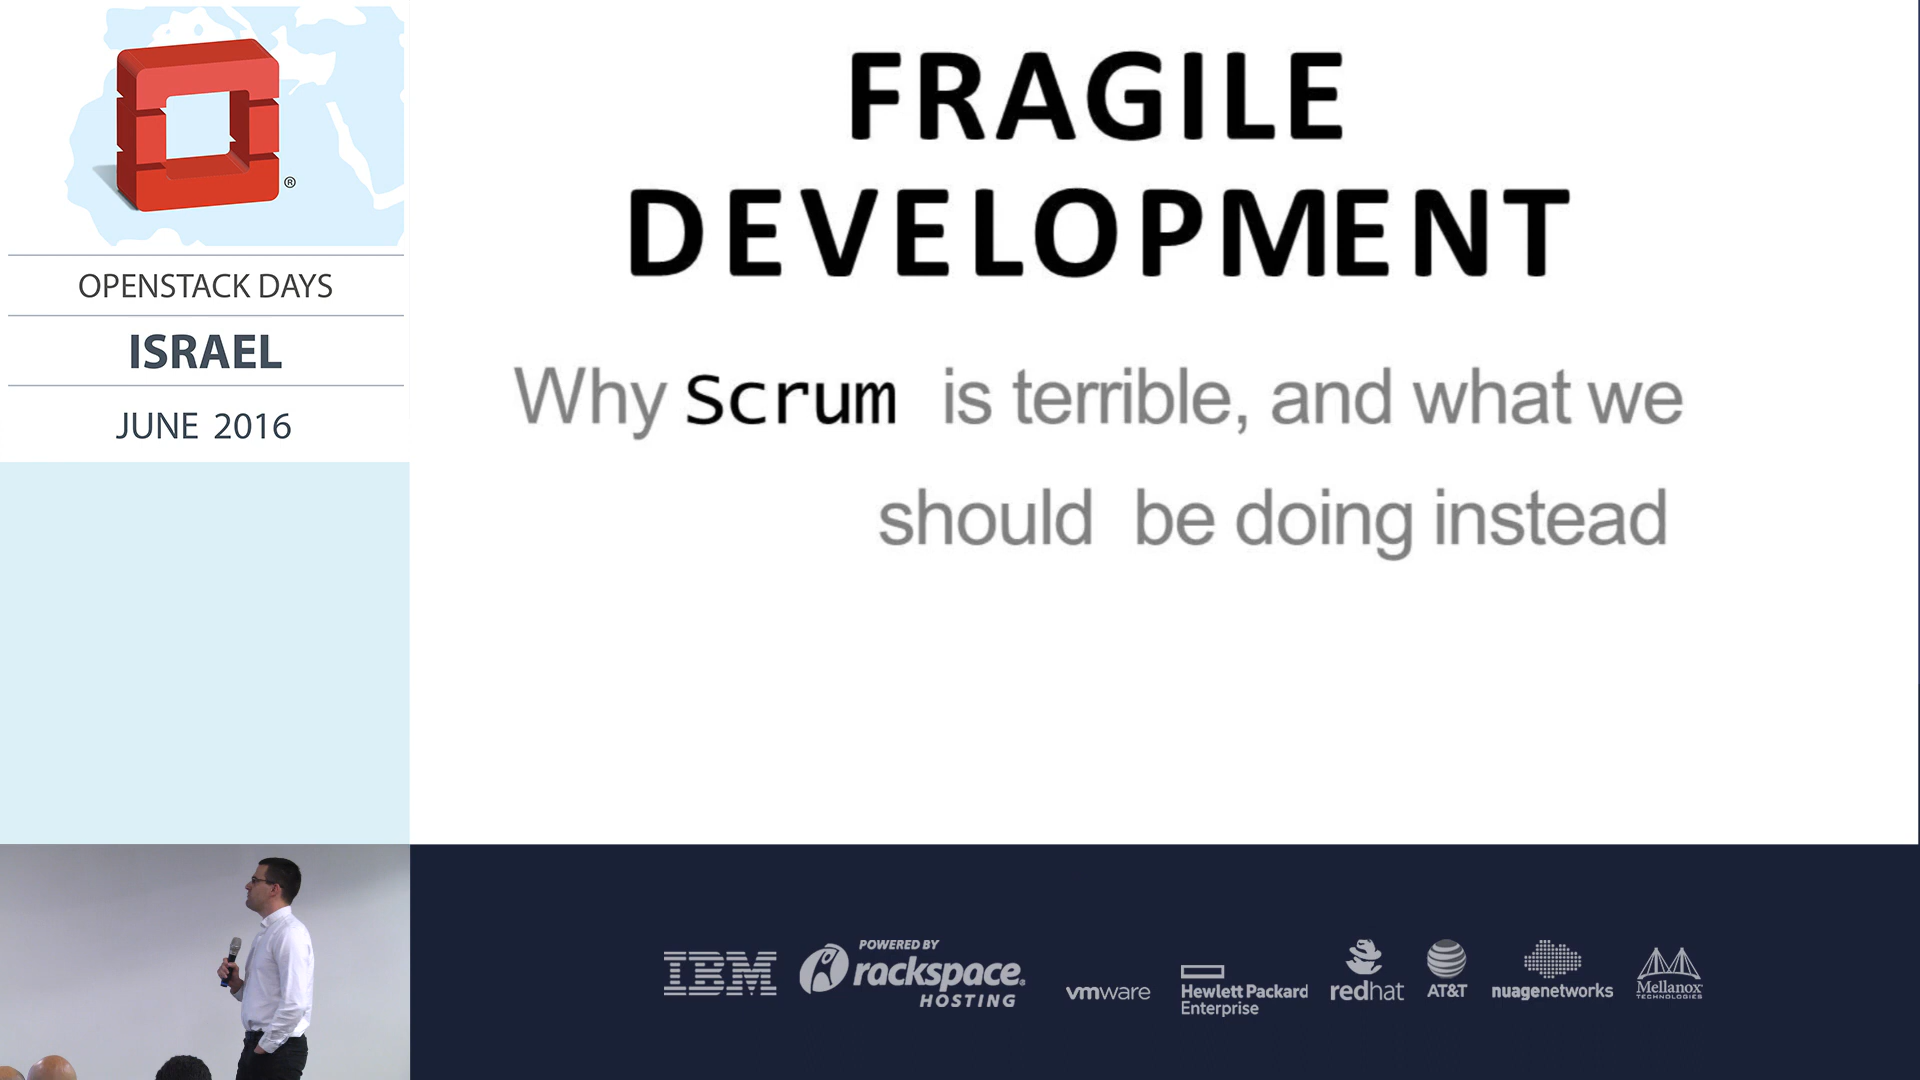 ®
OPENSTACK DAYS
ISRAEL
JUNE 2016
FRAGILE
DEVELOPMENT
Why Scrum is terrible, and what we
should be doing instead
IBM
POWERED BY
rackspace®
HOSTING
vmware
Hewlett Packard
Enterprise
redhat
AT&T
nuagenetworks
Mellanox
TECHNOLOGIES